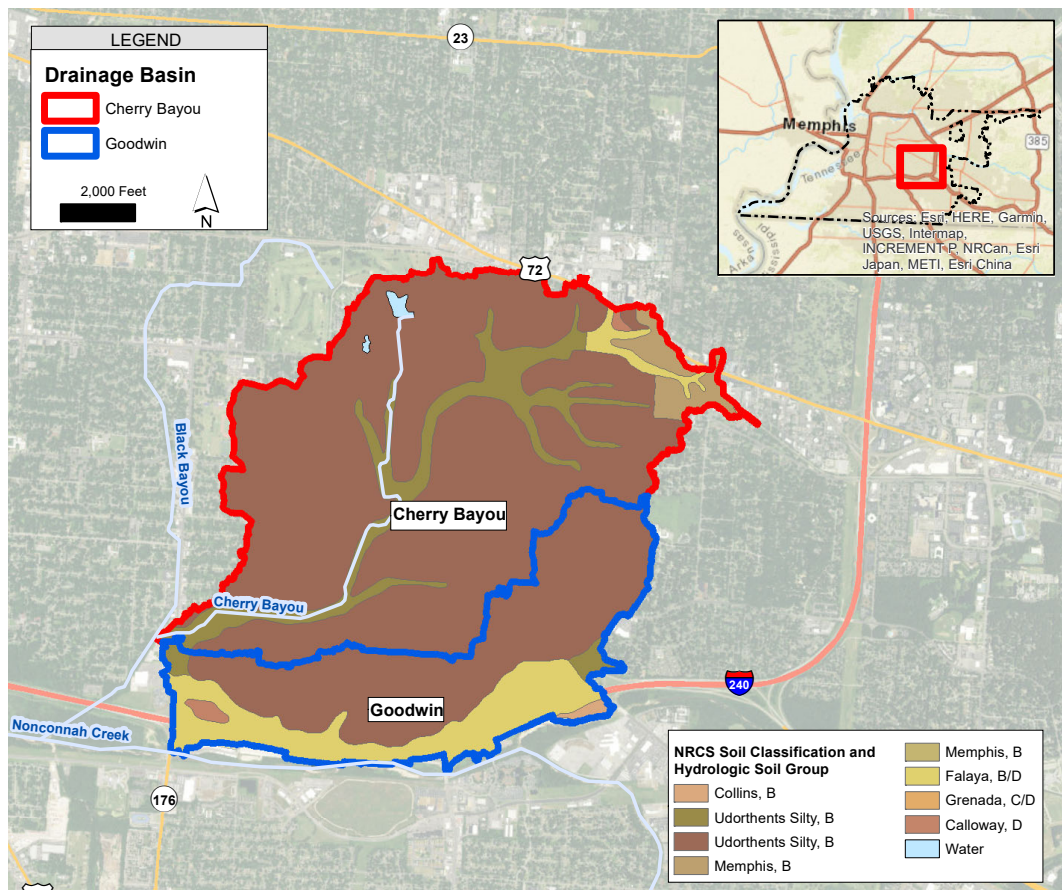 LEGEND
Drainage Basin
Cherry Bayou
Goodwin
2,000 Feet
N
23
72
Memphis
Tennessee
385
Mississippi
Arkansas
Sources: Esri, HERE, Garmin,
USGS, Intermap,
INCREMENT P, NRCan, Esri
Japan, METI, Esri China
Black Bayou
Cherry Bayou
Cherry Bayou
Goodwin
240
Nonconnah Creek
176
NRCS Soil Classification and
Hydrologic Soil Group
Collins, B
Udorthents Silty, B
Udorthents Silty, B
Memphis, B
Memphis, B
Falaya, B/D
Grenada, C/D
Calloway, D
Water